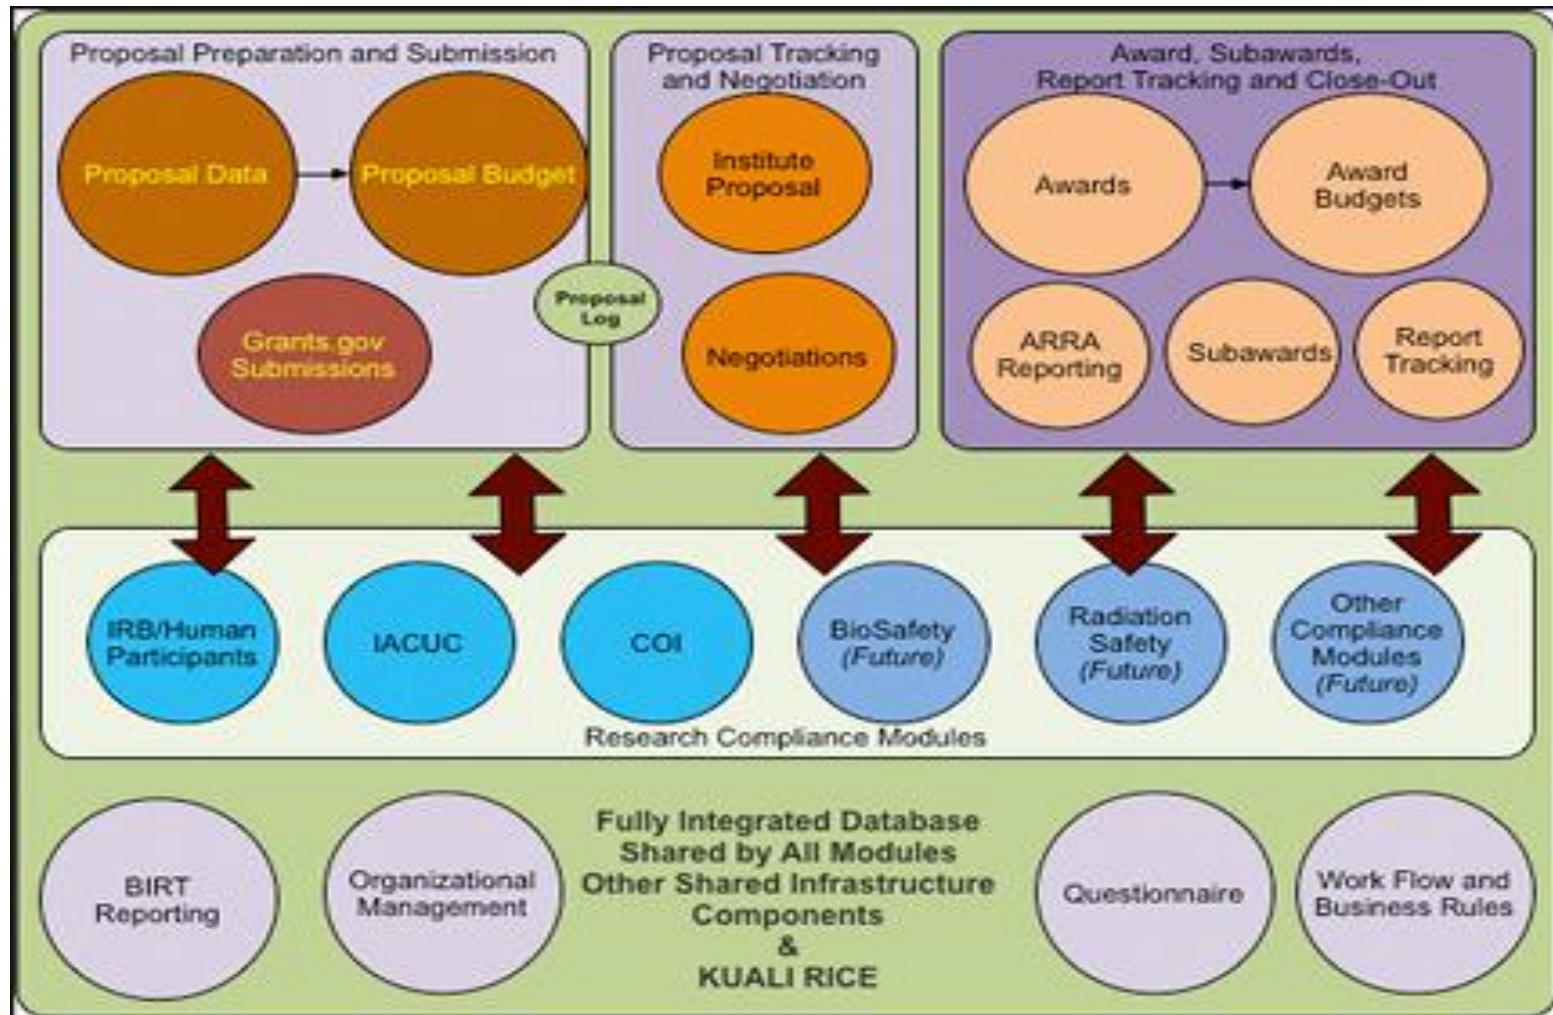 Proposal Preparation and Submission
Proposal Data
Proposal Budget
Grants.gov
Submissions
Proposal
Log
Proposal Tracking
and Negotiation
Institute
Proposal
Negotiations
Award, Subawards,
Report Tracking and Close-Out
Awards
Award
Budgets
ARRA
Reporting
Subawards
Report
Tracking
IRB/Human
Participants
IACUC
COI
BioSafety
(Future)
Radiation
Safety
(Future)
Other
Compliance
Modules
(Future)
Research Compliance Modules
BIRT
Reporting
Organizational
Management
Fully Integrated Database
Shared by All Modules
Other Shared Infrastructure
Components
&
KUALI RICE
Questionnaire
Work Flow and
Business Rules